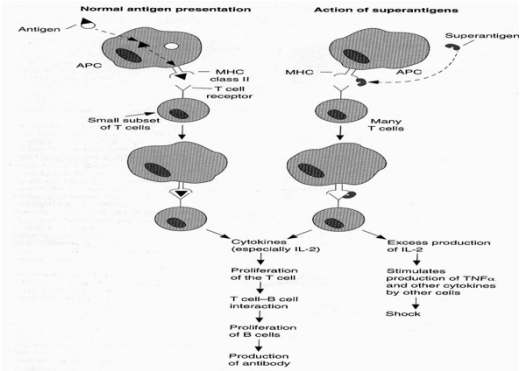 Normal antigen presentation
Antigen
APC
MHC
class II
T cell
receptor
Small subset
of T cells
Action of superantigens
Superantigen
MHC
APC
Many
T cells
Cytokines
(especially IL-2)
Proliferation
of the T cell
T cell–B cell
interaction
Proliferation
of B cells
Production
of antibody
Excess production
of IL-2
Stimulates
production of TNFα
and other cytokines
by other cells
Shock